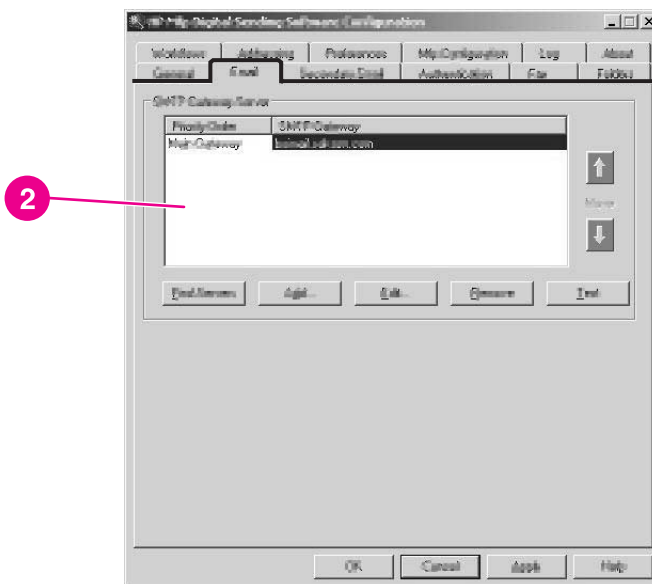 HP Mfp Digital Sending Software Configuration
Workflows Addressing Preferences Mfp Configuration Log About
General Email Secondary Email Authentication Fax Folders
SMTP Gateway Server
Priority Order SMTP Gateway
Main Gateway
2
Move
Find Servers Add... Edit... Remove Test
OK Cancel Apply Help